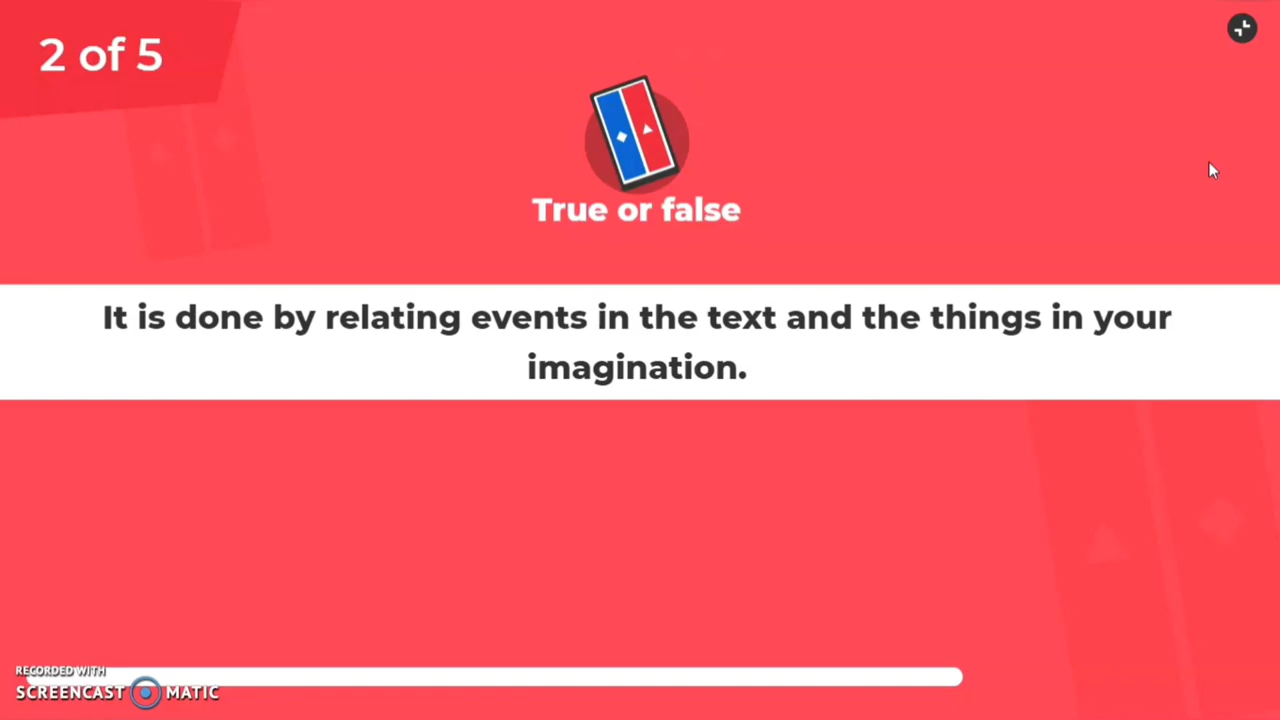 2 of 5
True or false
It is done by relating events in the text and the things in your
imagination.
RECORDED WITH
SCREENCAST MATIC